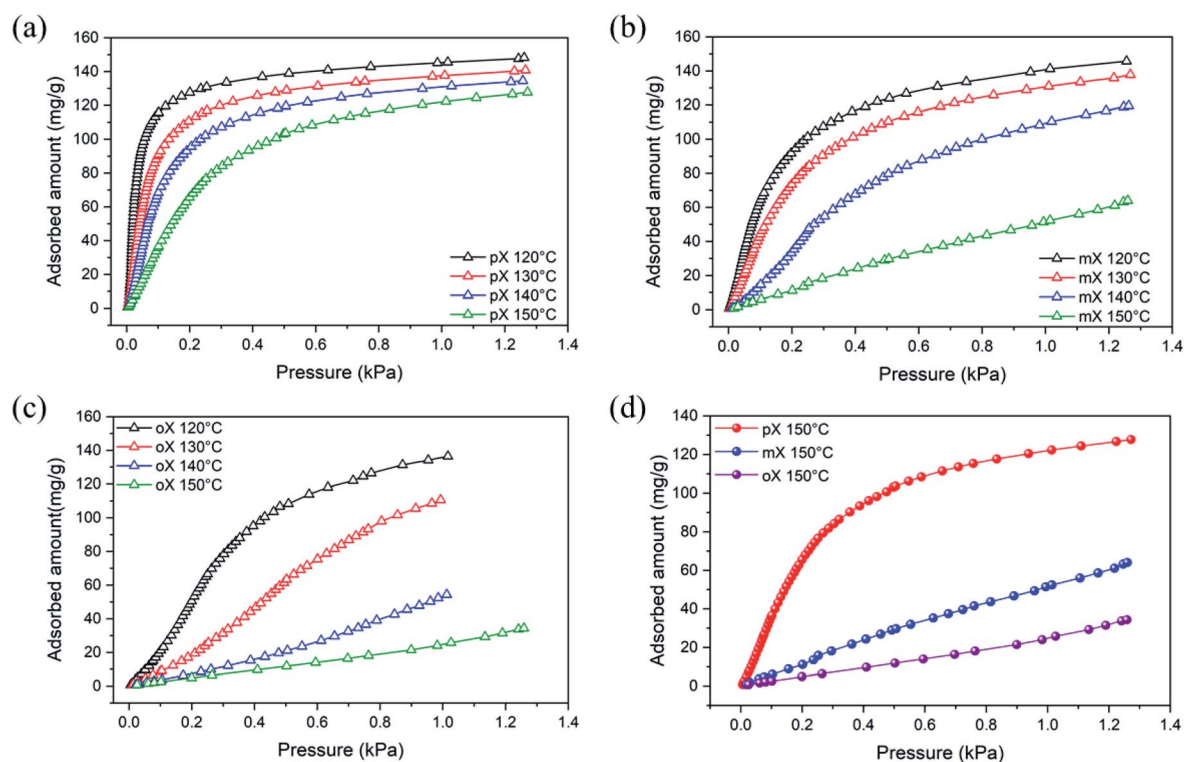 (a)
Adsorbed amount (mg/g)
160
140
120
100
80
60
40
20
0
pX 120°C
pX 130°C
pX 140°C
pX 150°C
0.0 0.2 0.4 0.6 0.8 1.0 1.2 1.4
Pressure (kPa)
(b)
Adsorbed amount (mg/g)
160
140
120
100
80
60
40
20
0
mX 120°C
mX 130°C
mX 140°C
mX 150°C
0.0 0.2 0.4 0.6 0.8 1.0 1.2 1.4
Pressure (kPa)
(c)
Adsorbed amount(mg/g)
160
140
120
100
80
60
40
20
0
oX 120°C
oX 130°C
oX 140°C
oX 150°C
0.0 0.2 0.4 0.6 0.8 1.0 1.2 1.4
Pressure (kPa)
(d)
Adsorbed amount (mg/g)
140
120
100
80
60
40
20
0
pX 150°C
mX 150°C
oX 150°C
0.0 0.2 0.4 0.6 0.8 1.0 1.2 1.4
Pressure (kPa)